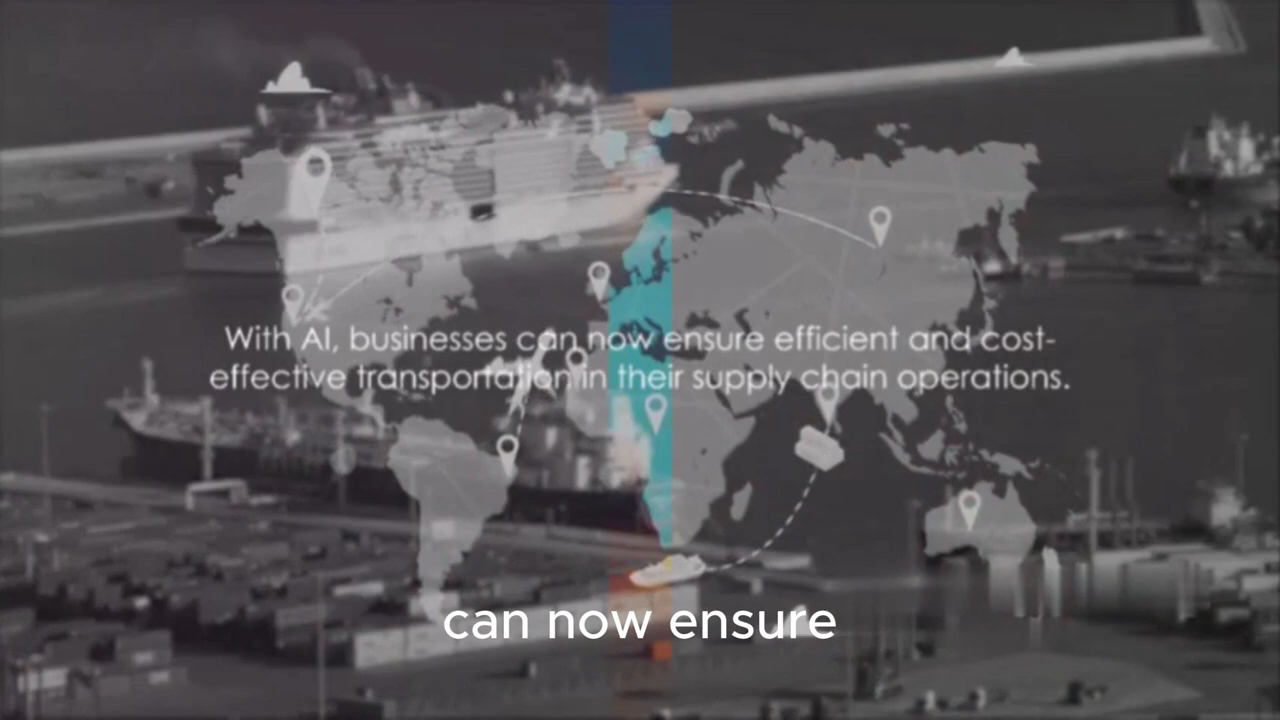 With AI, businesses can now ensure efficient and cost-
effective transportation in their supply chain operations.
can now ensure